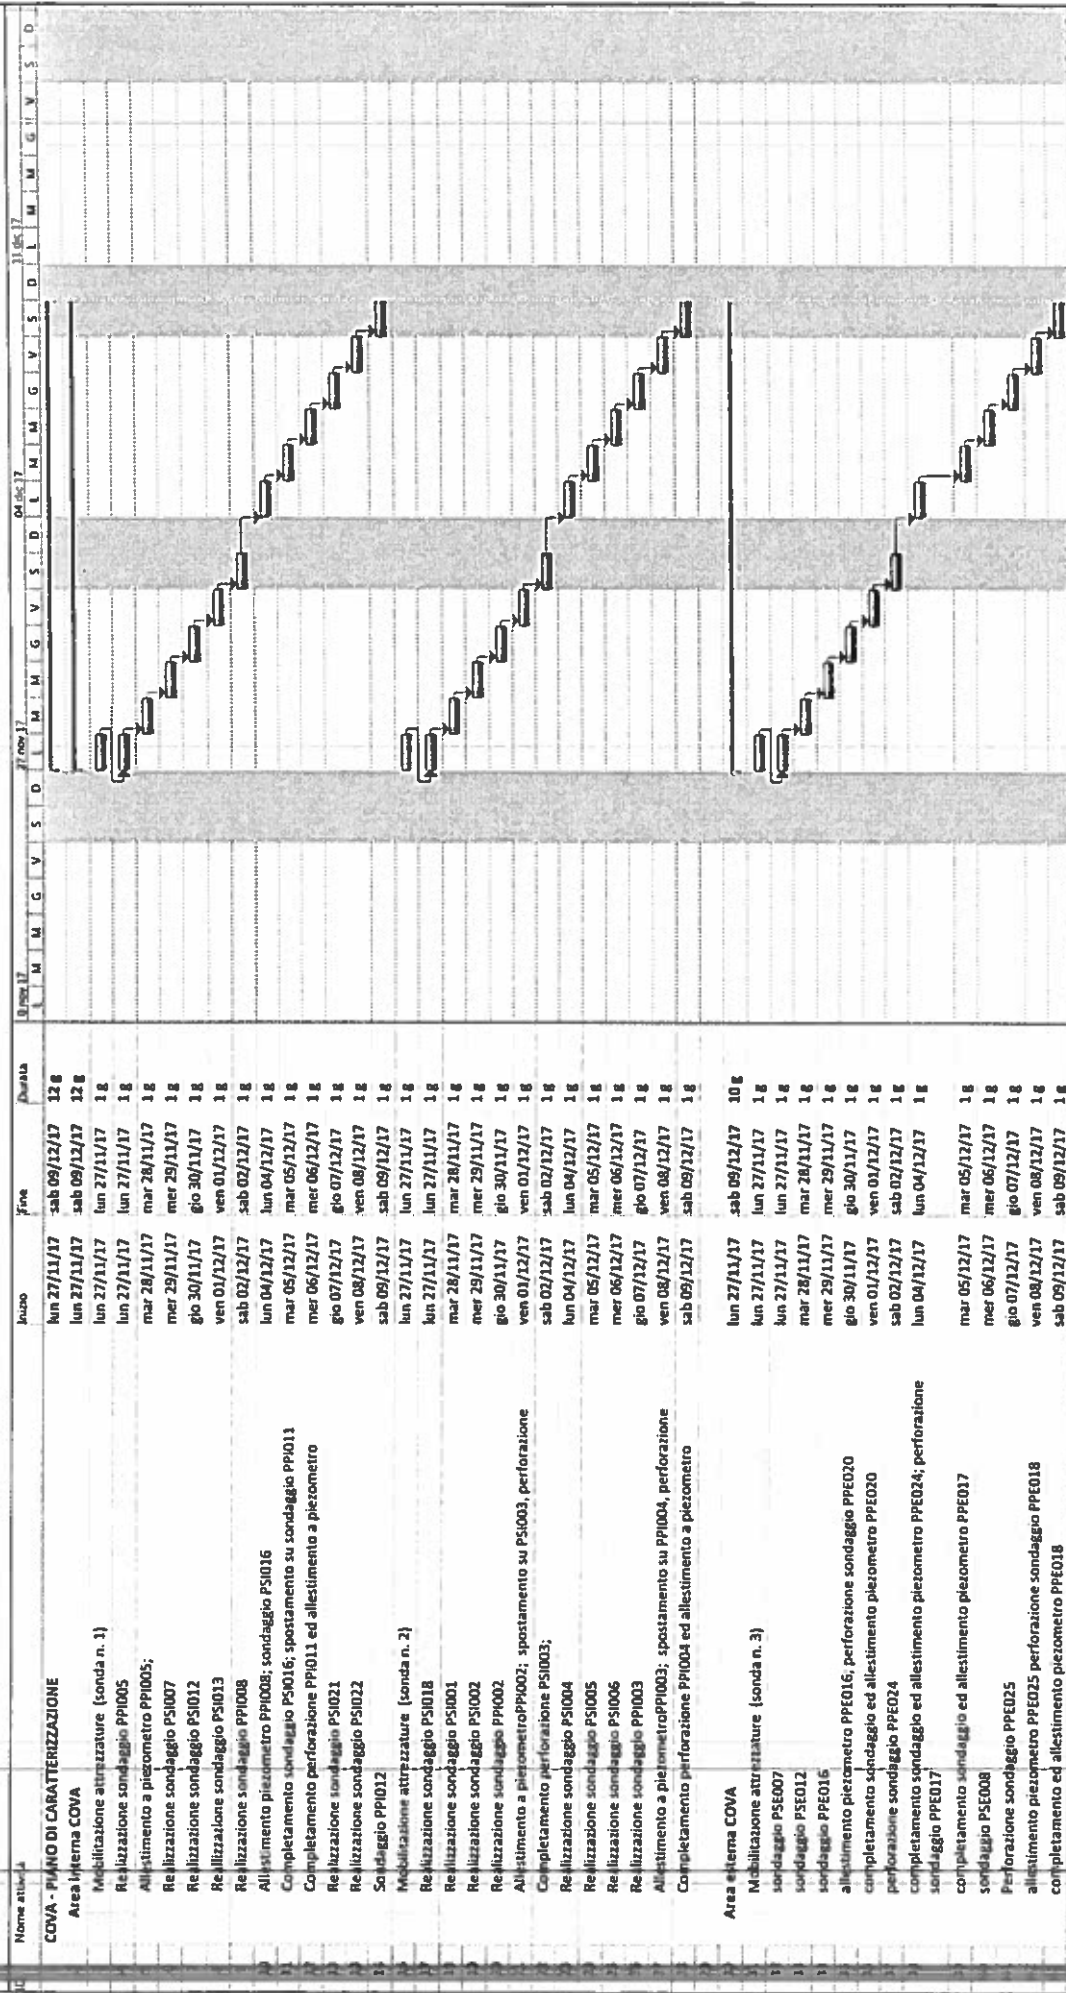 Nome attività Inizio Fine Durata
COVA - PIANO DI CARATTERIZZAZIONE lun 27/11/17 sab 09/12/17 12 g
Area interna COVA lun 27/11/17 sab 09/12/17 12 g
Mobilitazione attrezzature (sonda n. 1) lun 27/11/17 lun 27/11/17 1 g
Realizzazione sondaggio PPI005 lun 27/11/17 lun 27/11/17 1 g
Allestimento a piezometro PPI005; mar 28/11/17 mar 28/11/17 1 g
Realizzazione sondaggio PSI007 mer 29/11/17 mer 29/11/17 1 g
Realizzazione sondaggio PSI012 gio 30/11/17 gio 30/11/17 1 g
Realizzazione sondaggio PSI013 ven 01/12/17 ven 01/12/17 1 g
Realizzazione sondaggio PPI008 sab 02/12/17 sab 02/12/17 1 g
Allestimento piezometro PPI008; sondaggio PSI016 lun 04/12/17 lun 04/12/17 1 g
Completamento sondaggio PSI016; spostamento su sondaggio PPI011 mar 05/12/17 mar 05/12/17 1 g
Completamento perforazione PPI011 ed allestimento a piezometro mer 06/12/17 mer 06/12/17 1 g
Realizzazione sondaggio PSI021 gio 07/12/17 gio 07/12/17 1 g
Realizzazione sondaggio PSI022 ven 08/12/17 ven 08/12/17 1 g
Sondaggio PPI012 sab 09/12/17 sab 09/12/17 1 g
Mobilitazione attrezzature (sonda n. 2) lun 27/11/17 lun 27/11/17 1 g
Realizzazione sondaggio PSI018 lun 27/11/17 lun 27/11/17 1 g
Realizzazione sondaggio PSI001 mar 28/11/17 mar 28/11/17 1 g
Realizzazione sondaggio PSI002 mer 29/11/17 mer 29/11/17 1 g
Realizzazione sondaggio PPI002 gio 30/11/17 gio 30/11/17 1 g
Allestimento a piezometroPPI002; spostamento su PSI003, perforazione ven 01/12/17 ven 01/12/17 1 g
Completamento perforazione PSI003; sab 02/12/17 sab 02/12/17 1 g
Realizzazione sondaggio PSI004 lun 04/12/17 lun 04/12/17 1 g
Realizzazione sondaggio PSI005 mar 05/12/17 mar 05/12/17 1 g
Realizzazione sondaggio PSI006 mer 06/12/17 mer 06/12/17 1 g
Realizzazione sondaggio PPI003 gio 07/12/17 gio 07/12/17 1 g
Allestimento a piezometroPPI003; spostamento su PPI004, perforazione ven 08/12/17 ven 08/12/17 1 g
Completamento perforazione PPI004 ed allestimento a piezometro sab 09/12/17 sab 09/12/17 1 g
Area esterna COVA lun 27/11/17 sab 09/12/17 10 g
Mobilitazione attrezzature (sonda n. 3) lun 27/11/17 lun 27/11/17 1 g
sondaggio PSE007 lun 27/11/17 lun 27/11/17 1 g
sondaggio PSE012 mar 28/11/17 mar 28/11/17 1 g
sondaggio PPE016 mer 29/11/17 mer 29/11/17 1 g
allestimento piezometro PPE016, perforazione sondaggio PPE020 gio 30/11/17 gio 30/11/17 1 g
completamento sondaggio ed allestimento piezometro PPE020 ven 01/12/17 ven 01/12/17 1 g
perforazione sondaggio PPE024 sab 02/12/17 sab 02/12/17 1 g
completamento sondaggio ed allestimento piezometro PPE024; perforazione lun 04/12/17 lun 04/12/17 1 g
sondaggio PPE017
completamento sondaggio ed allestimento piezometro PPE017 mar 05/12/17 mar 05/12/17 1 g
sondaggio PSE008 mer 06/12/17 mer 06/12/17 1 g
Perforazione sondaggio PPE025 gio 07/12/17 gio 07/12/17 1 g
allestimento piezometro PPE025 perforazione sondaggio PPE018 ven 08/12/17 ven 08/12/17 1 g
completamento ed allestimento piezometro PPE018 sab 09/12/17 sab 09/12/17 1 g
27 nov 17 04 dic 17 11 dic 17
L M M G V S D L M M G V S D L M M G V S D L M M G V S D